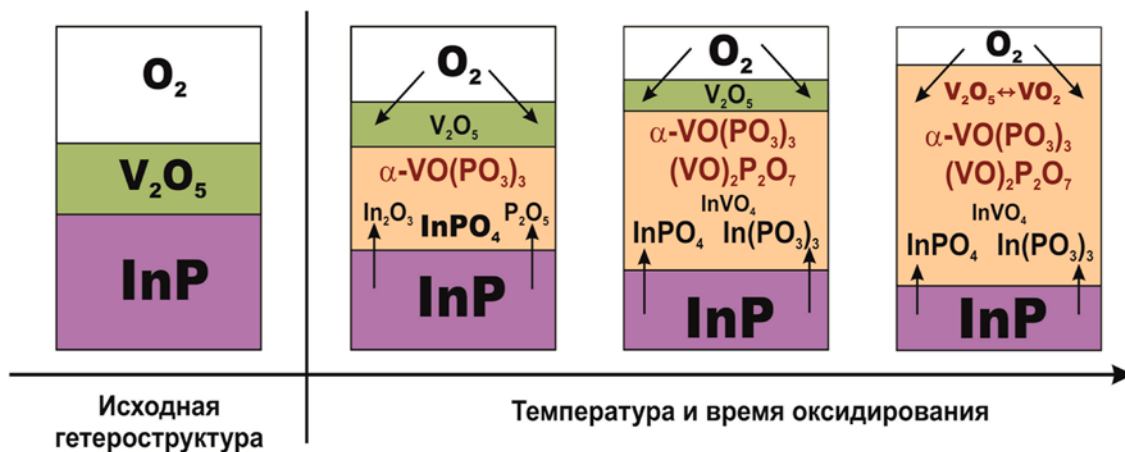 O₂
V₂O₅
InP
O₂
V₂O₅
α-VO(PO₃)₃
In₂O₃ InPO₄ P₂O₅
InP
O₂
V₂O₅
α-VO(PO₃)₃
(VO)₂P₂O₇
InVO₄
InPO₄ In(PO₃)₃
InP
O₂
V₂O₅↔VO₂
α-VO(PO₃)₃
(VO)₂P₂O₇
InVO₄
InPO₄ In(PO₃)₃
InP
Исходная
гетероструктура
Температура и время оксидирования